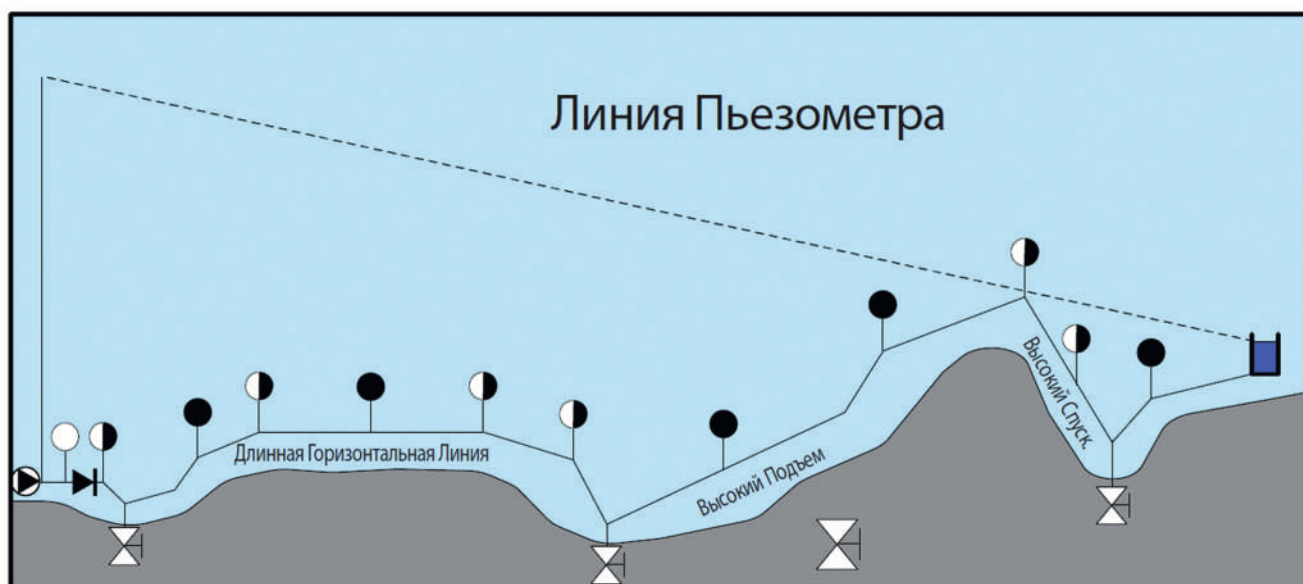 Линия Пьезометра
Длинная Горизонтальная Линия
Высокий Подъем
Высокий Спуск.